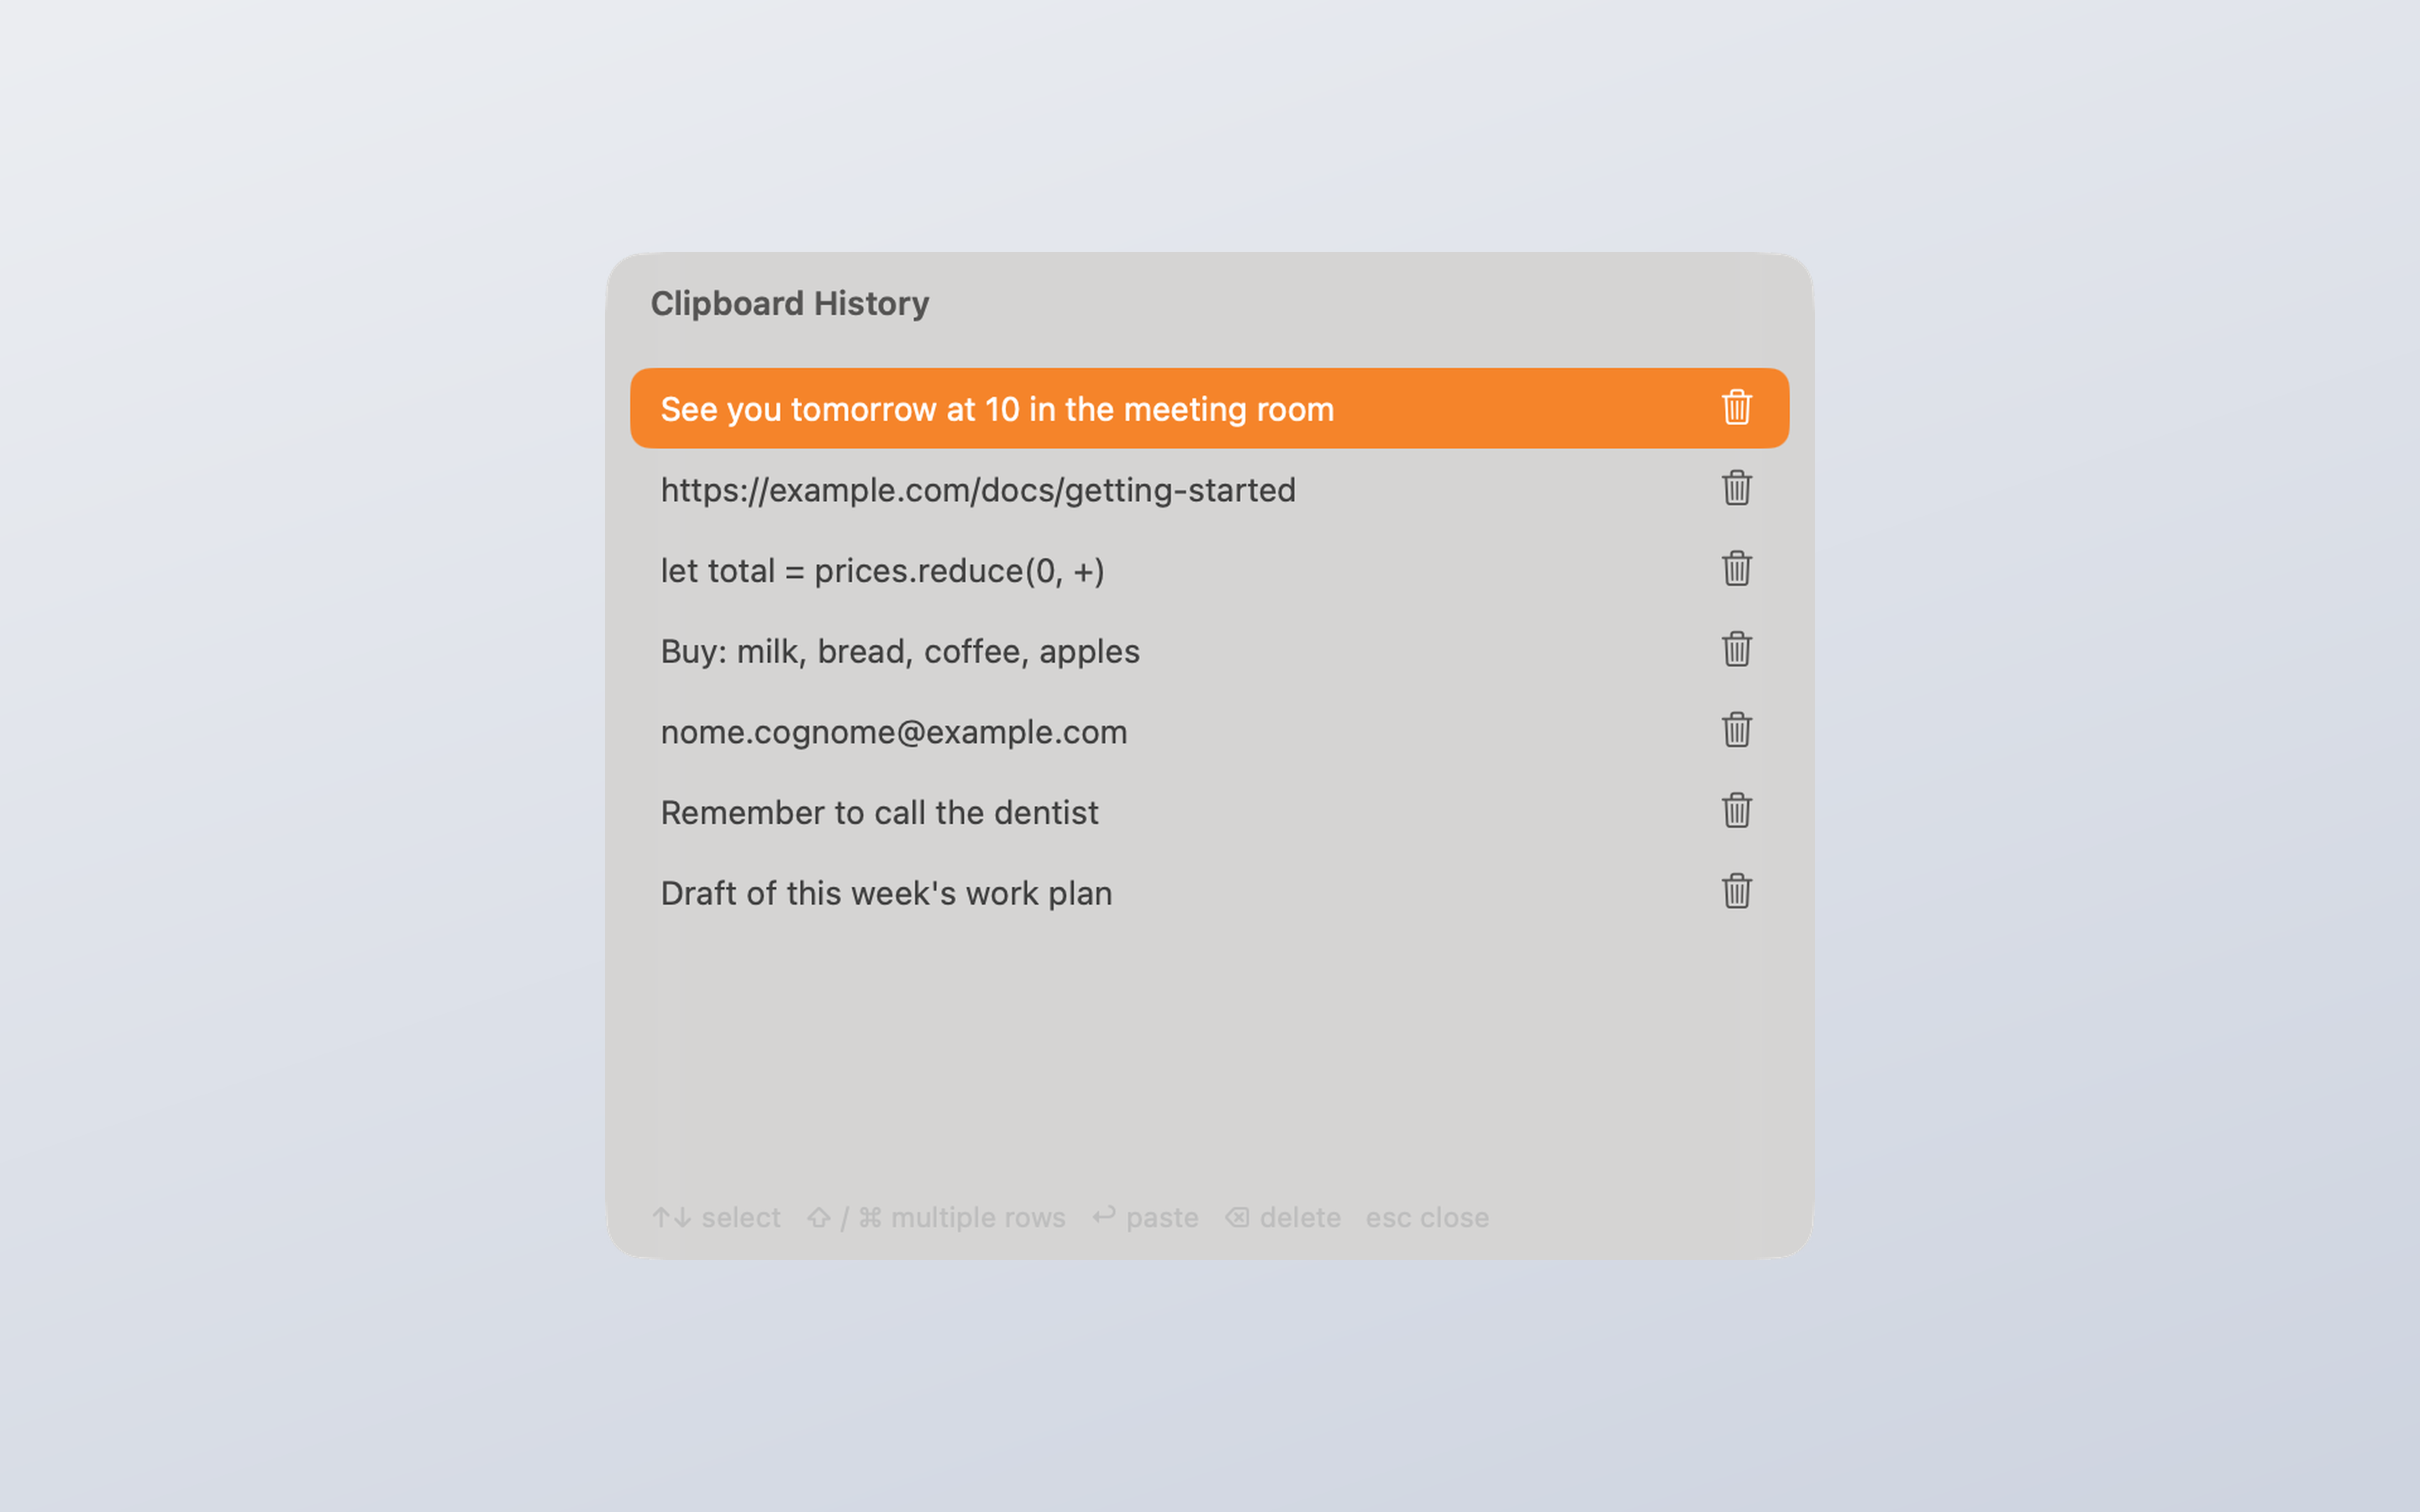 Clipboard History
See you tomorrow at 10 in the meeting room
https://example.com/docs/getting-started
let total = prices.reduce(0, +)
Buy: milk, bread, coffee, apples
nome.cognome@example.com
Remember to call the dentist
Draft of this week's work plan
↑↓ select ⇧ / ⌘ multiple rows ↩ paste ⌫ delete esc close